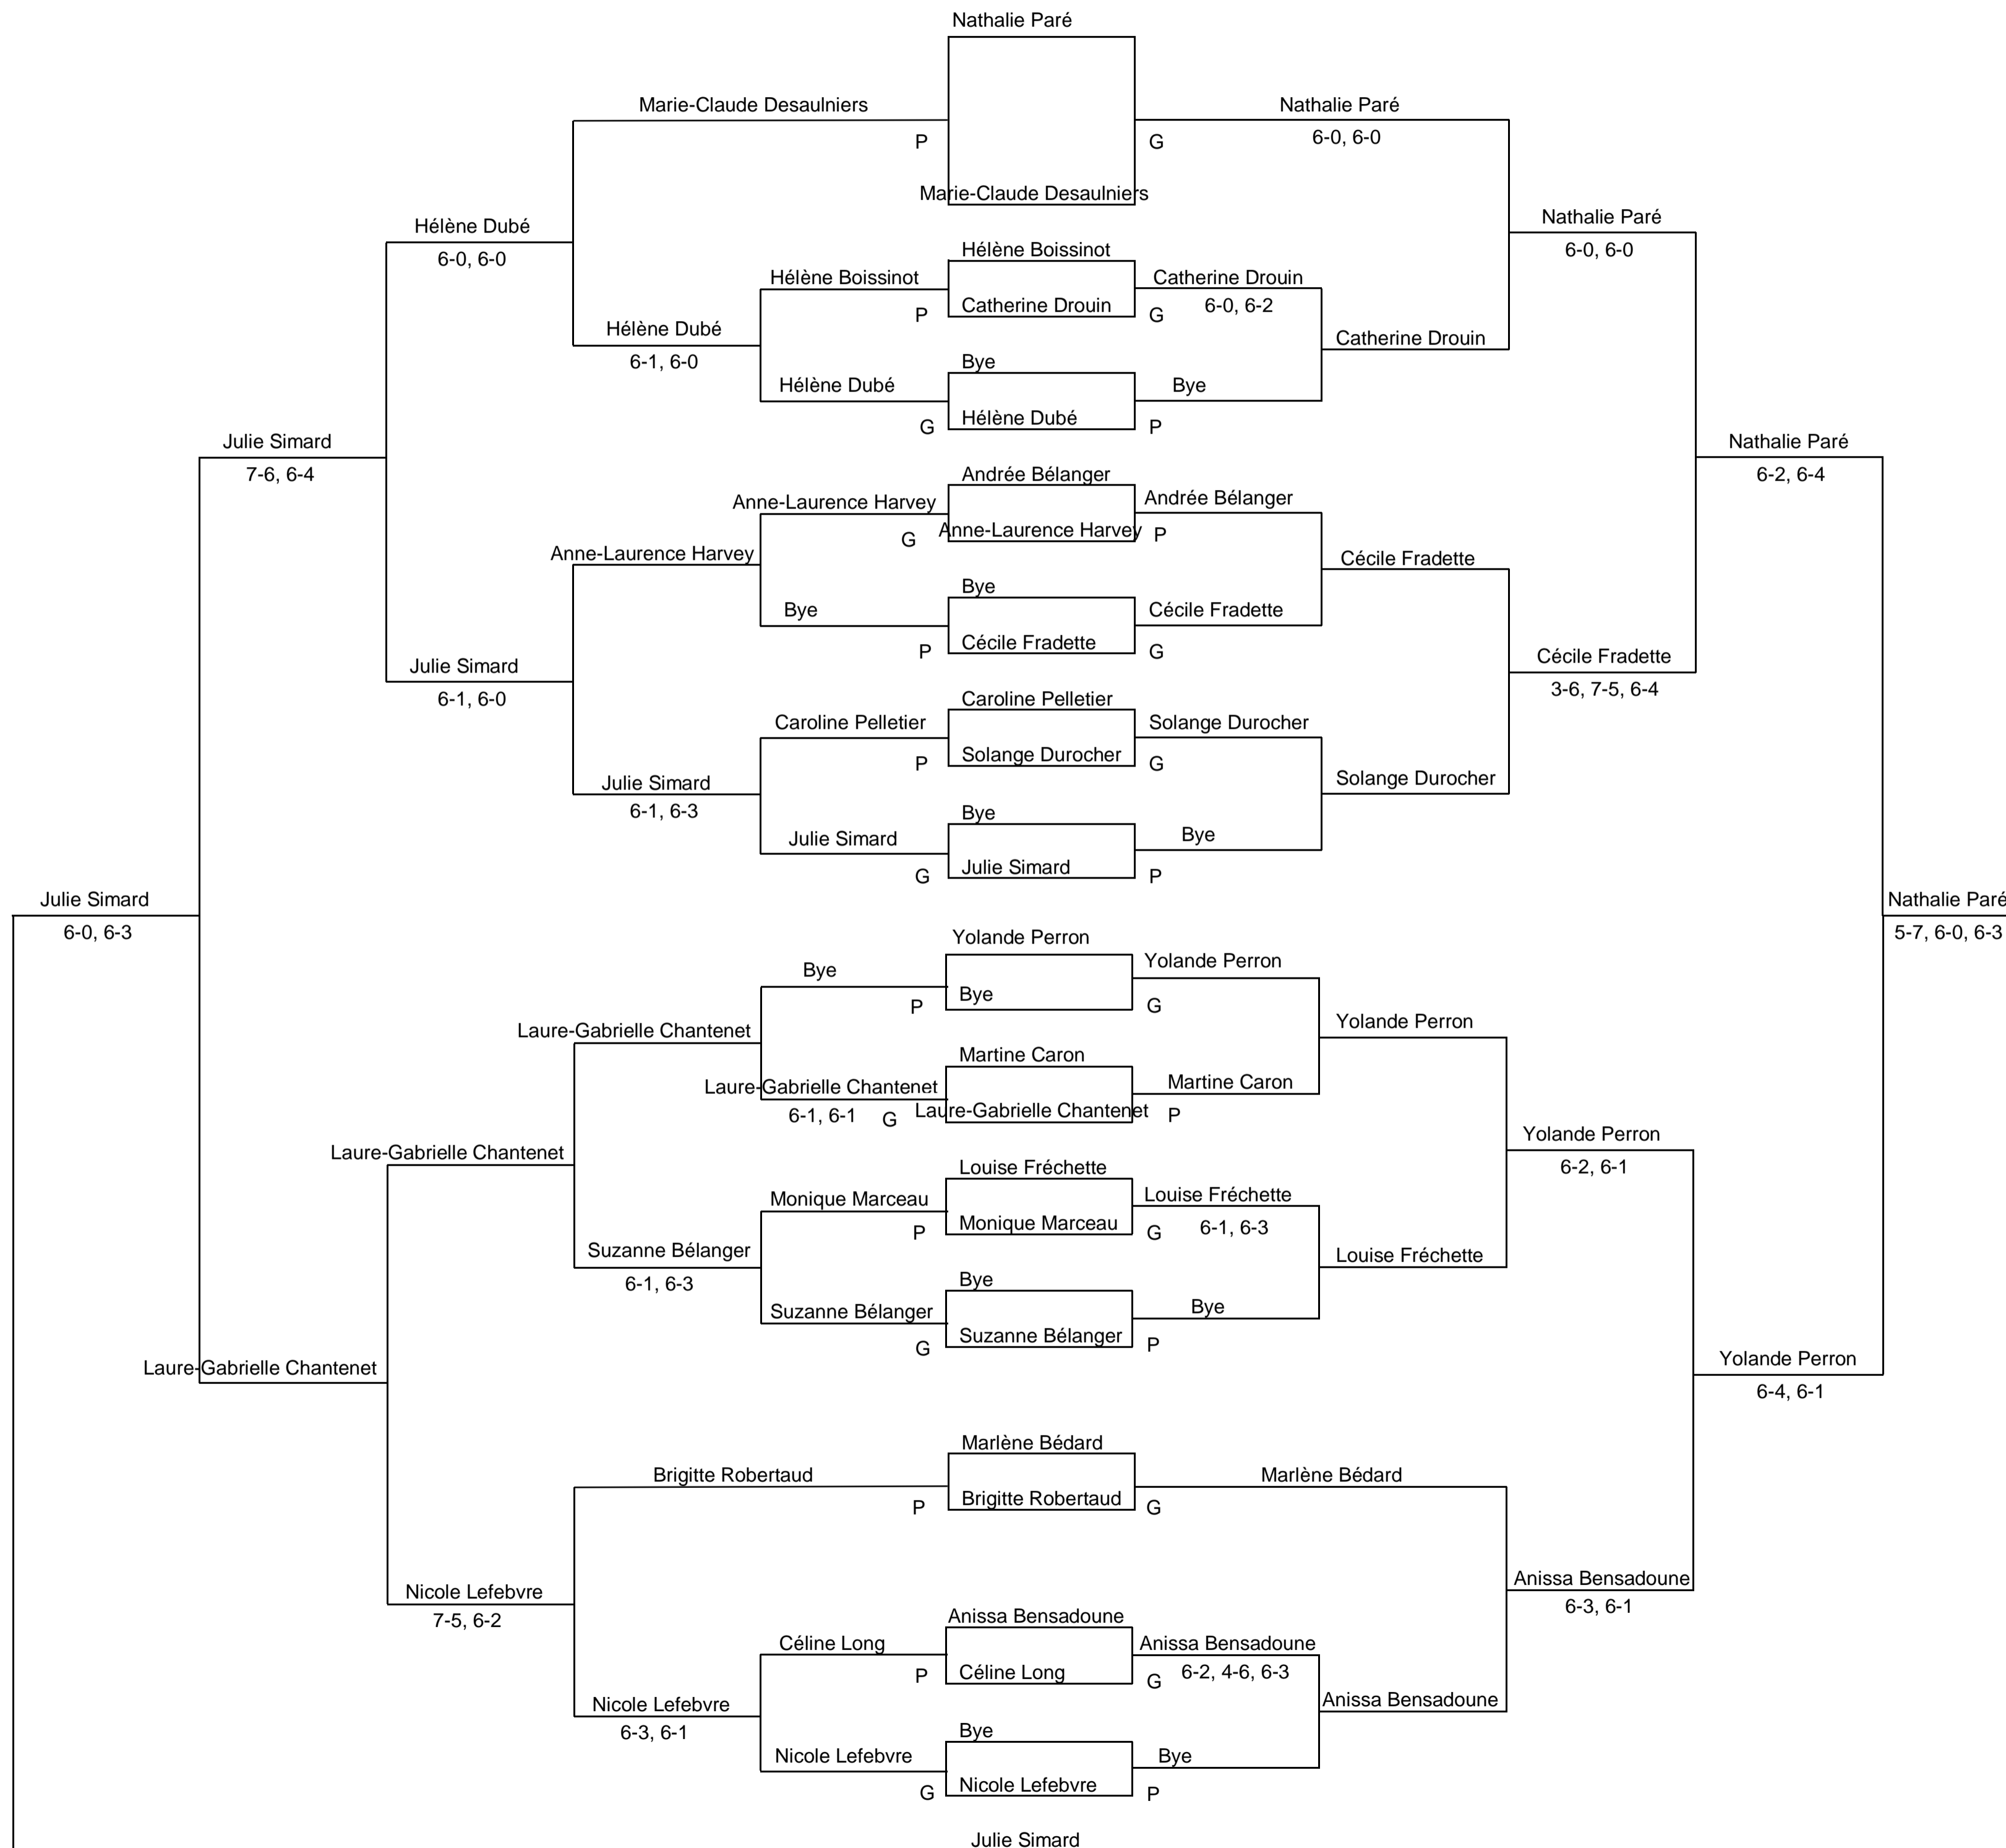 Nathalie Paré
Marie-Claude Desaulniers
Nathalie Paré
P
G
6-0, 6-0
Marie-Claude Desaulniers
Hélène Dubé
6-0, 6-0
Nathalie Paré
6-0, 6-0
Hélène Boissinot
Hélène Boissinot
Catherine Drouin
P
Catherine Drouin
G
6-0, 6-2
Hélène Dubé
6-1, 6-0
Catherine Drouin
Bye
Hélène Dubé
Bye
G
Hélène Dubé
P
Julie Simard
7-6, 6-4
Nathalie Paré
6-2, 6-4
Andrée Bélanger
Anne-Laurence Harvey
Andrée Bélanger
G
Anne-Laurence Harvey
P
Anne-Laurence Harvey
Cécile Fradette
Bye
Bye
Cécile Fradette
P
Cécile Fradette
G
Julie Simard
6-1, 6-0
Cécile Fradette
3-6, 7-5, 6-4
Caroline Pelletier
Caroline Pelletier
Solange Durocher
P
Solange Durocher
G
Julie Simard
6-1, 6-3
Solange Durocher
Bye
Julie Simard
Bye
G
Julie Simard
P
Julie Simard
6-0, 6-3
Nathalie Paré
5-7, 6-0, 6-3
Yolande Perron
Bye
Yolande Perron
P
Bye
G
Laure-Gabrielle Chantenet
Yolande Perron
Martine Caron
Laure-Gabrielle Chantenet
Martine Caron
6-1, 6-1
G
Laure-Gabrielle Chantenet
P
Laure-Gabrielle Chantenet
Yolande Perron
6-2, 6-1
Louise Fréchette
Monique Marceau
Louise Fréchette
P
Monique Marceau
G
6-1, 6-3
Suzanne Bélanger
6-1, 6-3
Louise Fréchette
Bye
Suzanne Bélanger
Bye
G
Suzanne Bélanger
P
Laure-Gabrielle Chantenet
Yolande Perron
6-4, 6-1
Marlène Bédard
Brigitte Robertaud
Marlène Bédard
P
Brigitte Robertaud
G
Nicole Lefebvre
7-5, 6-2
Anissa Bensadoune
6-3, 6-1
Anissa Bensadoune
Céline Long
Anissa Bensadoune
P
Céline Long
G
6-2, 4-6, 6-3
Nicole Lefebvre
6-3, 6-1
Anissa Bensadoune
Bye
Nicole Lefebvre
Bye
G
Nicole Lefebvre
P
Julie Simard